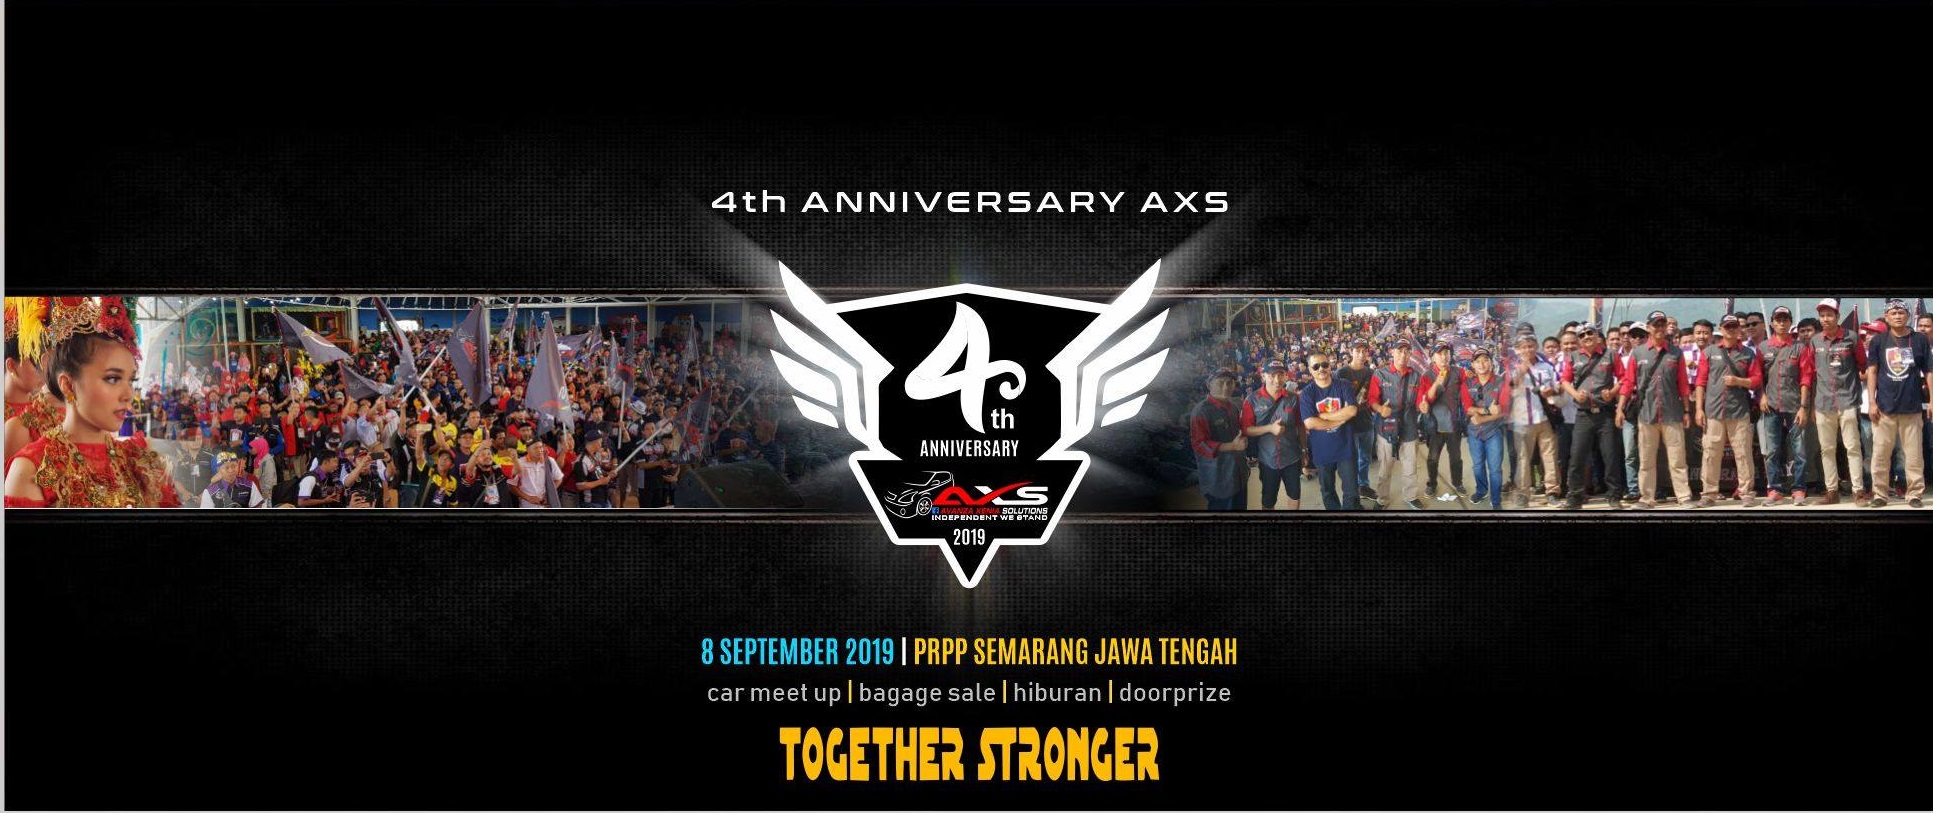 4th ANNIVERSARY AXS
4th
ANNIVERSARY
AXS
AVANZA XENIA SOLUTIONS
INDEPENDENT WE STAND
2019
8 SEPTEMBER 2019 | PRPP SEMARANG JAWA TENGAH
car meet up | bagage sale | hiburan | doorprize
TOGETHER STRONGER